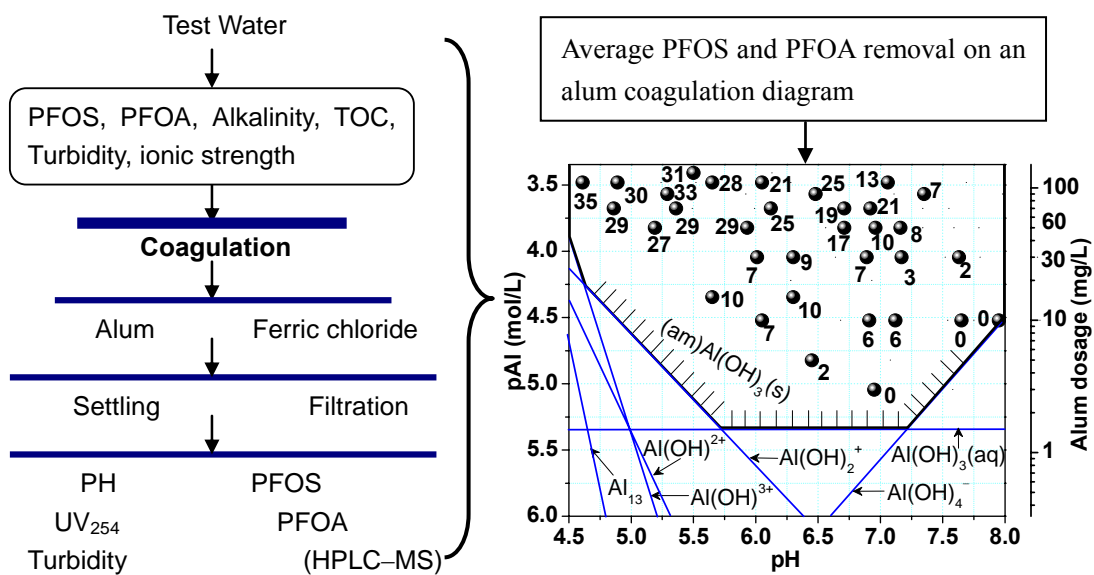 Test Water
PFOS, PFOA, Alkalinity, TOC,
Turbidity, ionic strength
Coagulation
Alum Ferric chloride
Settling Filtration
PH PFOS
UV254 PFOA
Turbidity (HPLC–MS)
Average PFOS and PFOA removal on an
alum coagulation diagram
pAl (mol/L)
3.5
4.0
4.5
5.0
5.5
6.0
4.5 5.0 5.5 6.0 6.5 7.0 7.5 8.0
pH
Alum dosage (mg/L)
100
60
30
10
1
35 30 31 33 28 21 25 13 7
29 29 25 19 21
27 29 17 10 8
7 9 7 3 2
10 10
7 6 6 0 0
2
0
(am)Al(OH)3(s)
Al13
Al(OH)2+
Al(OH)3+
Al(OH)2+
Al(OH)4−
Al(OH)3(aq)